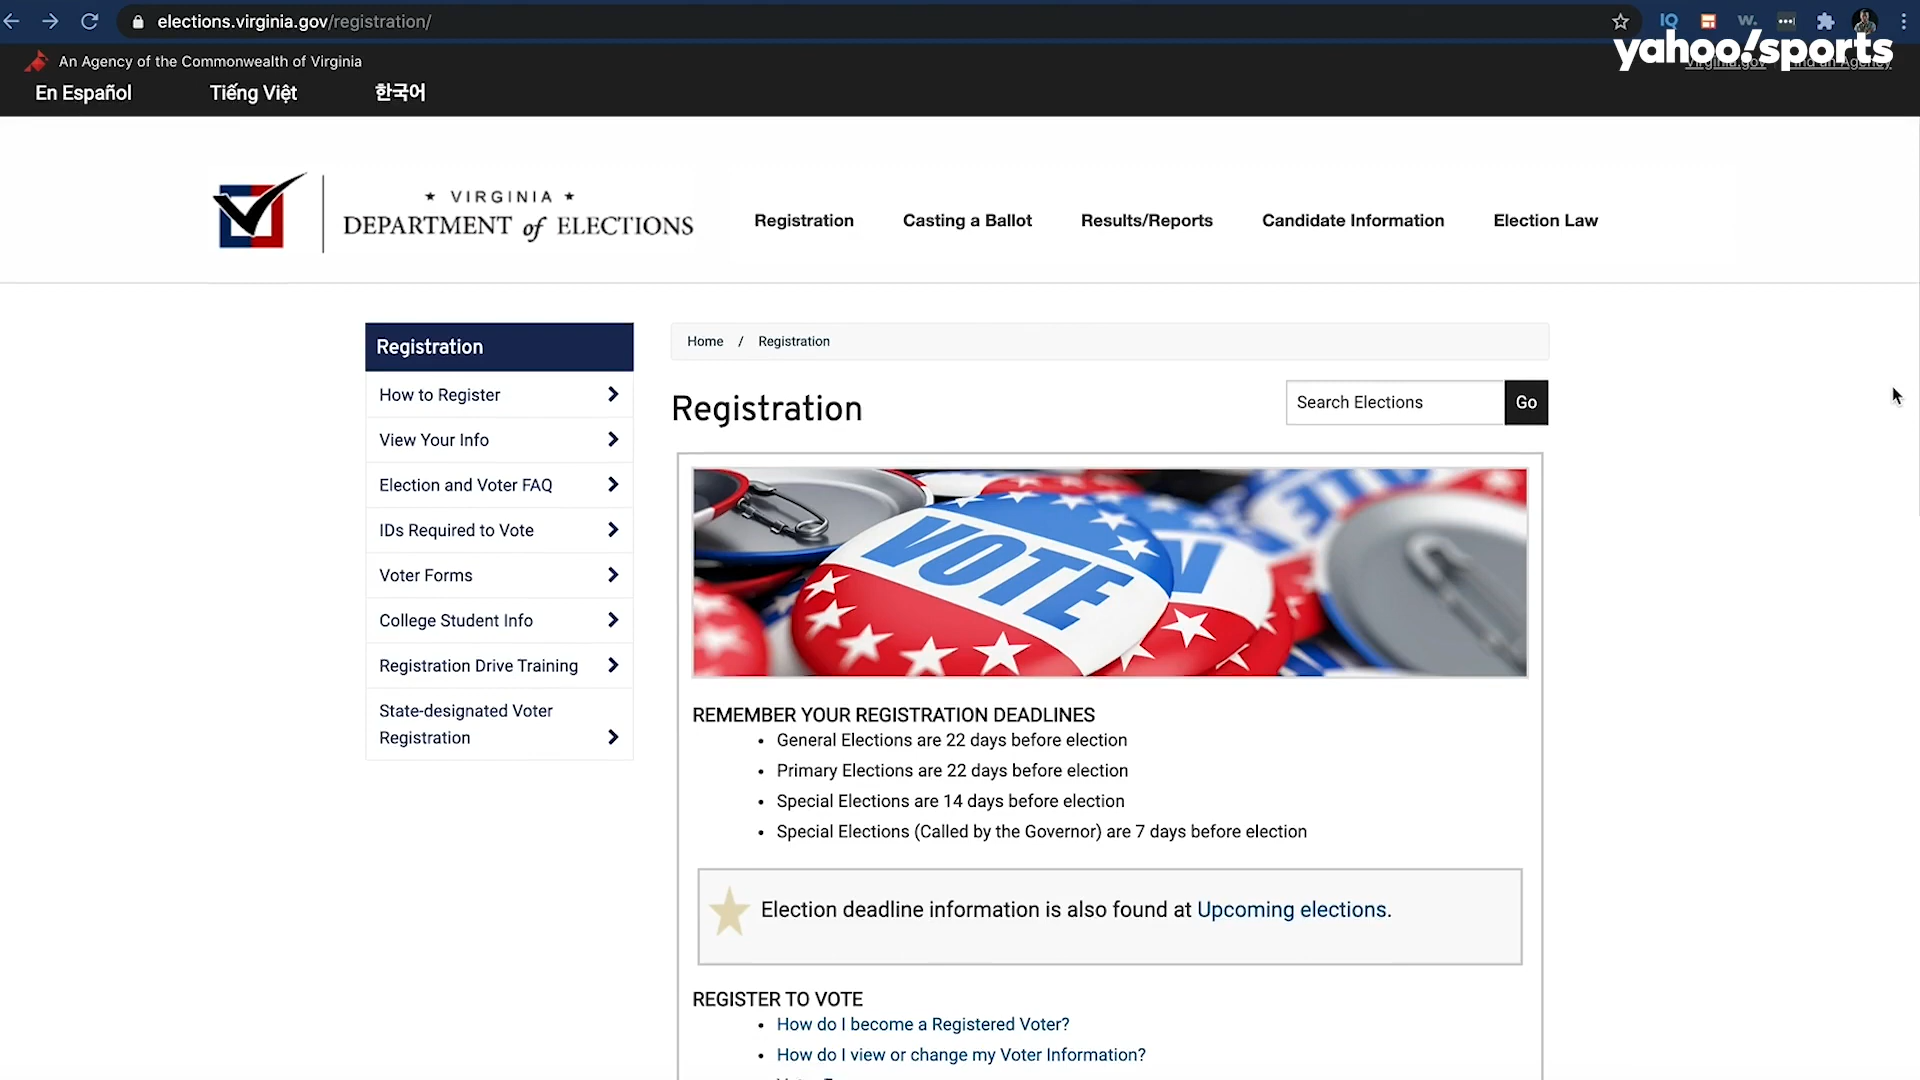 elections.virginia.gov/registration/
IQ
w.
yahoo!sports
An Agency of the Commonwealth of Virginia
Virginia.gov
Find an Agency
En Español
Tiếng Việt
한국어
VIRGINIA
DEPARTMENT of ELECTIONS
Registration
Casting a Ballot
Results/Reports
Candidate Information
Election Law
Registration
How to Register
View Your Info
Election and Voter FAQ
IDs Required to Vote
Voter Forms
College Student Info
Registration Drive Training
State-designated Voter
Registration
Home / Registration
Registration
Search Elections
Go
VOTE
REMEMBER YOUR REGISTRATION DEADLINES
• General Elections are 22 days before election
• Primary Elections are 22 days before election
• Special Elections are 14 days before election
• Special Elections (Called by the Governor) are 7 days before election
Election deadline information is also found at Upcoming elections.
REGISTER TO VOTE
• How do I become a Registered Voter?
• How do I view or change my Voter Information?